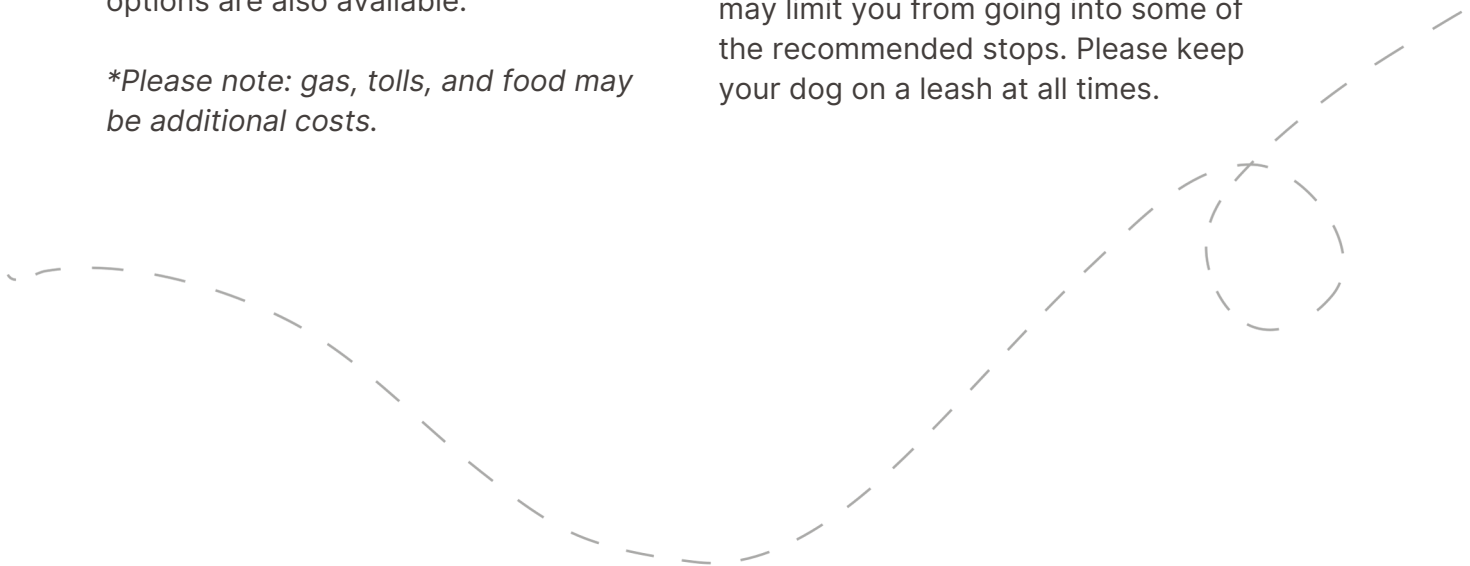 options are also available.
*Please note: gas, tolls, and food may
be additional costs.
may limit you from going into some of
the recommended stops. Please keep
your dog on a leash at all times.